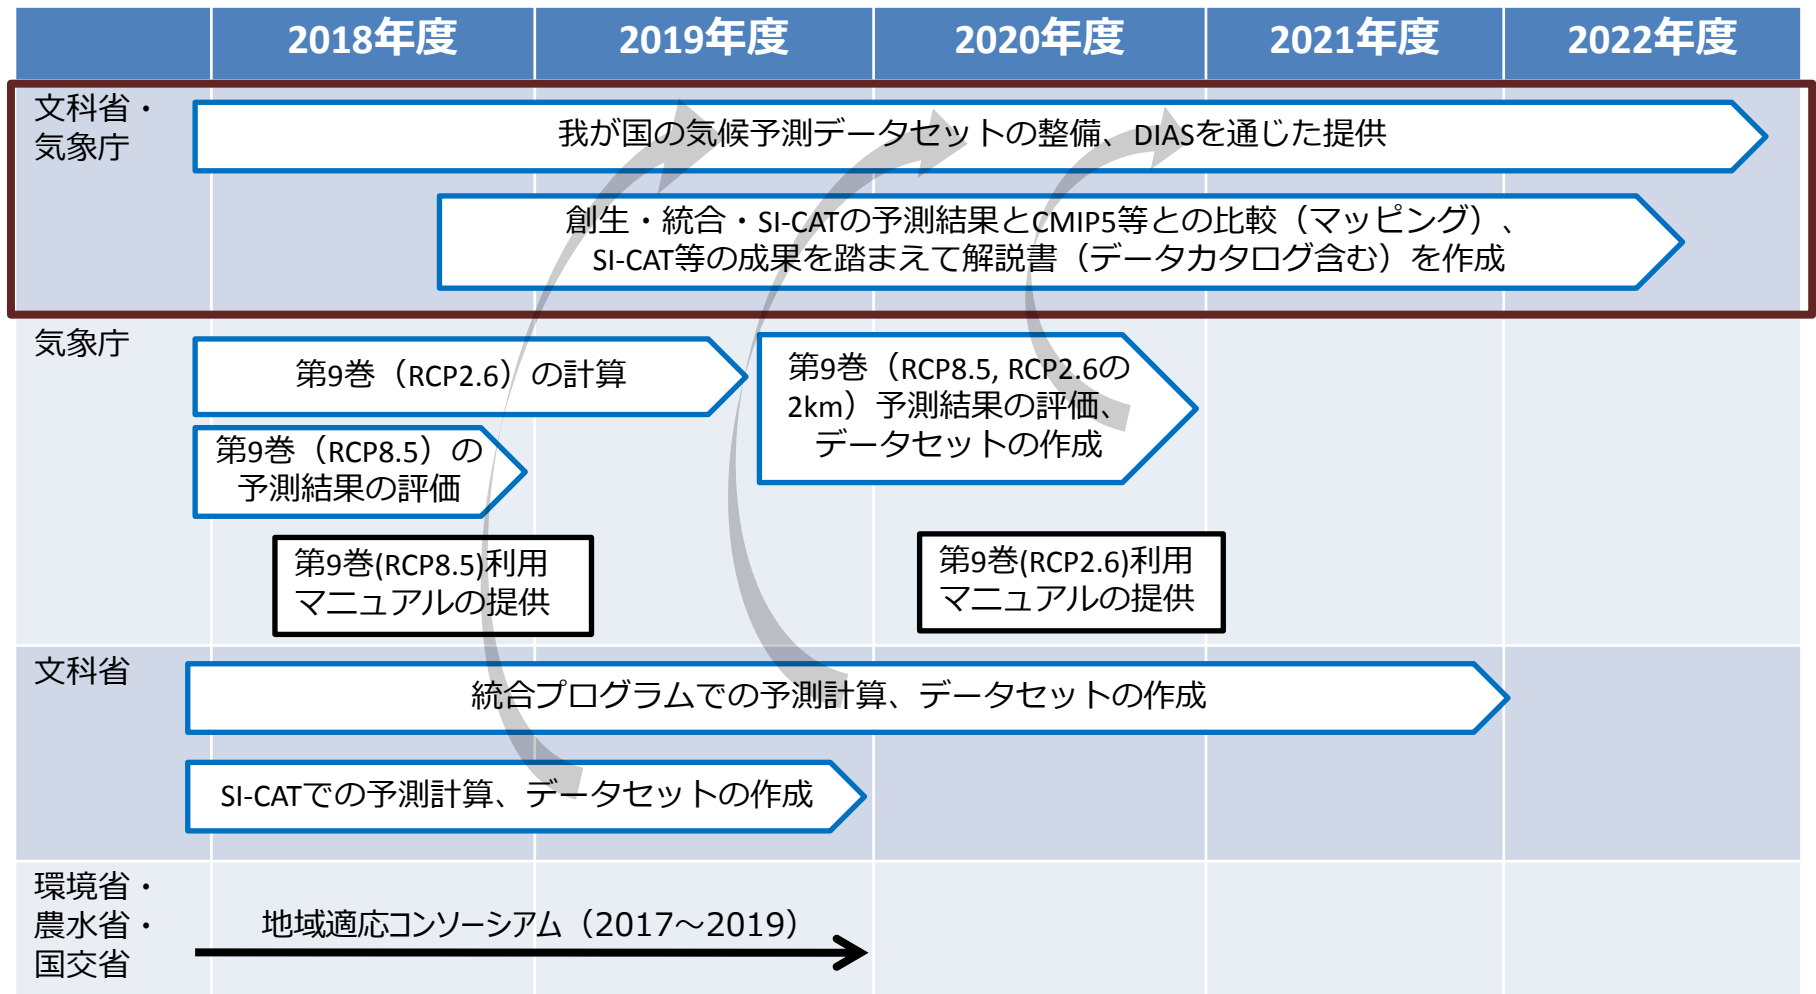 2018年度
2019年度
2020年度
2021年度
2022年度
文科省・
気象庁
我が国の気候予測データセットの整備、DIASを通じた提供
創生・統合・SI-CATの予測結果とCMIP5等との比較（マッピング）、
SI-CAT等の成果を踏まえて解説書（データカタログ含む）を作成
気象庁
第9巻（RCP2.6）の計算
第9巻（RCP8.5, RCP2.6の
2km）予測結果の評価、
データセットの作成
第9巻（RCP8.5）の
予測結果の評価
第9巻(RCP8.5)利用
マニュアルの提供
第9巻(RCP2.6)利用
マニュアルの提供
文科省
統合プログラムでの予測計算、データセットの作成
SI-CATでの予測計算、データセットの作成
環境省・
農水省・
国交省
地域適応コンソーシアム（2017～2019）